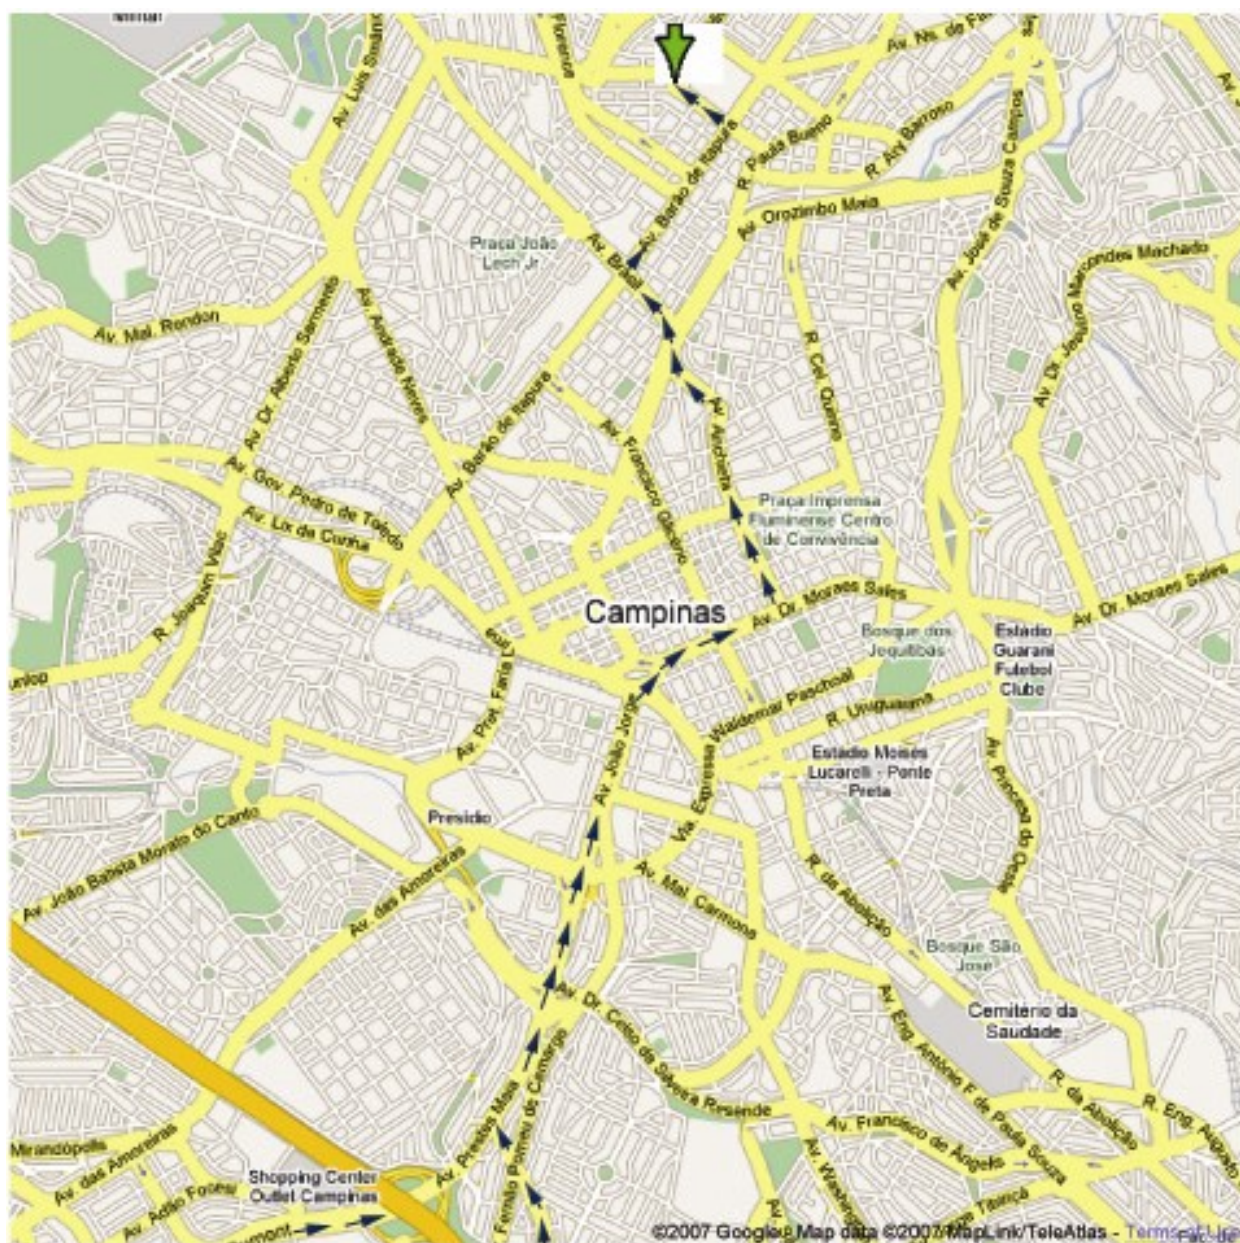 Militar
Florence
Av. Luis Smânio
Av. Ns. de Fá
Av. Barão de Itapura
R. Paula Bueno
R. Ary Barroso
Av. Orozimbo Maia
Av. José de Souza Campos
Praça João
Lech Jr
Av. Brasil
Av. Dr. Jesuíno Marcondes Machado
Av. Mal. Rondon
Av. Dr. Alberto Sarmento
Av. Andrade Neves
R. Cel. Quirino
Av. Barão de Itapura
Av. Francisco Glicério
Av. Anchieta
Av. Gov. Pedro de Toledo
Av. Lix da Cunha
Praça Imprensa
Fluminense Centro
de Convivência
R. Joaquim Vilac
Campinas
Av. Dr. Moraes Sales
Av. Dr. Moraes Sales
Bosque dos
Jequitibás
Estádio
Guarani
Futebol
Clube
unlop
Av. Pref. Faria L
Av. João Jorge
Waldemar Paschoal
R. Uruguaiana
Via. Expressa
Estádio Moisés
Lucarelli - Ponte
Preta
Av. Princesa do Oeste
Presídio
Av. João Batista Morato do Canto
Av. das Amoreiras
Av. Mal. Carmona
R. da Abolição
Bosque São
José
Av. Dr. Celso da Silveira Resende
Cemitério da
Saudade
Av. Eng. Antônio F. de Paula Souza
R. da Abolição
R. Eng. Augusto
Av. Prestes Maia
Fernão Pompeu de Camargo
Av. Francisco de Ângelo
Mirandópolis
Av. das Amoreiras
Shopping Center
Outlet Campinas
Av. Adão Focesi
umont
Av. Washing
Tibiriçá
©2007 Google - Map data ©2007 MapLink/TeleAtlas - Terms of Use